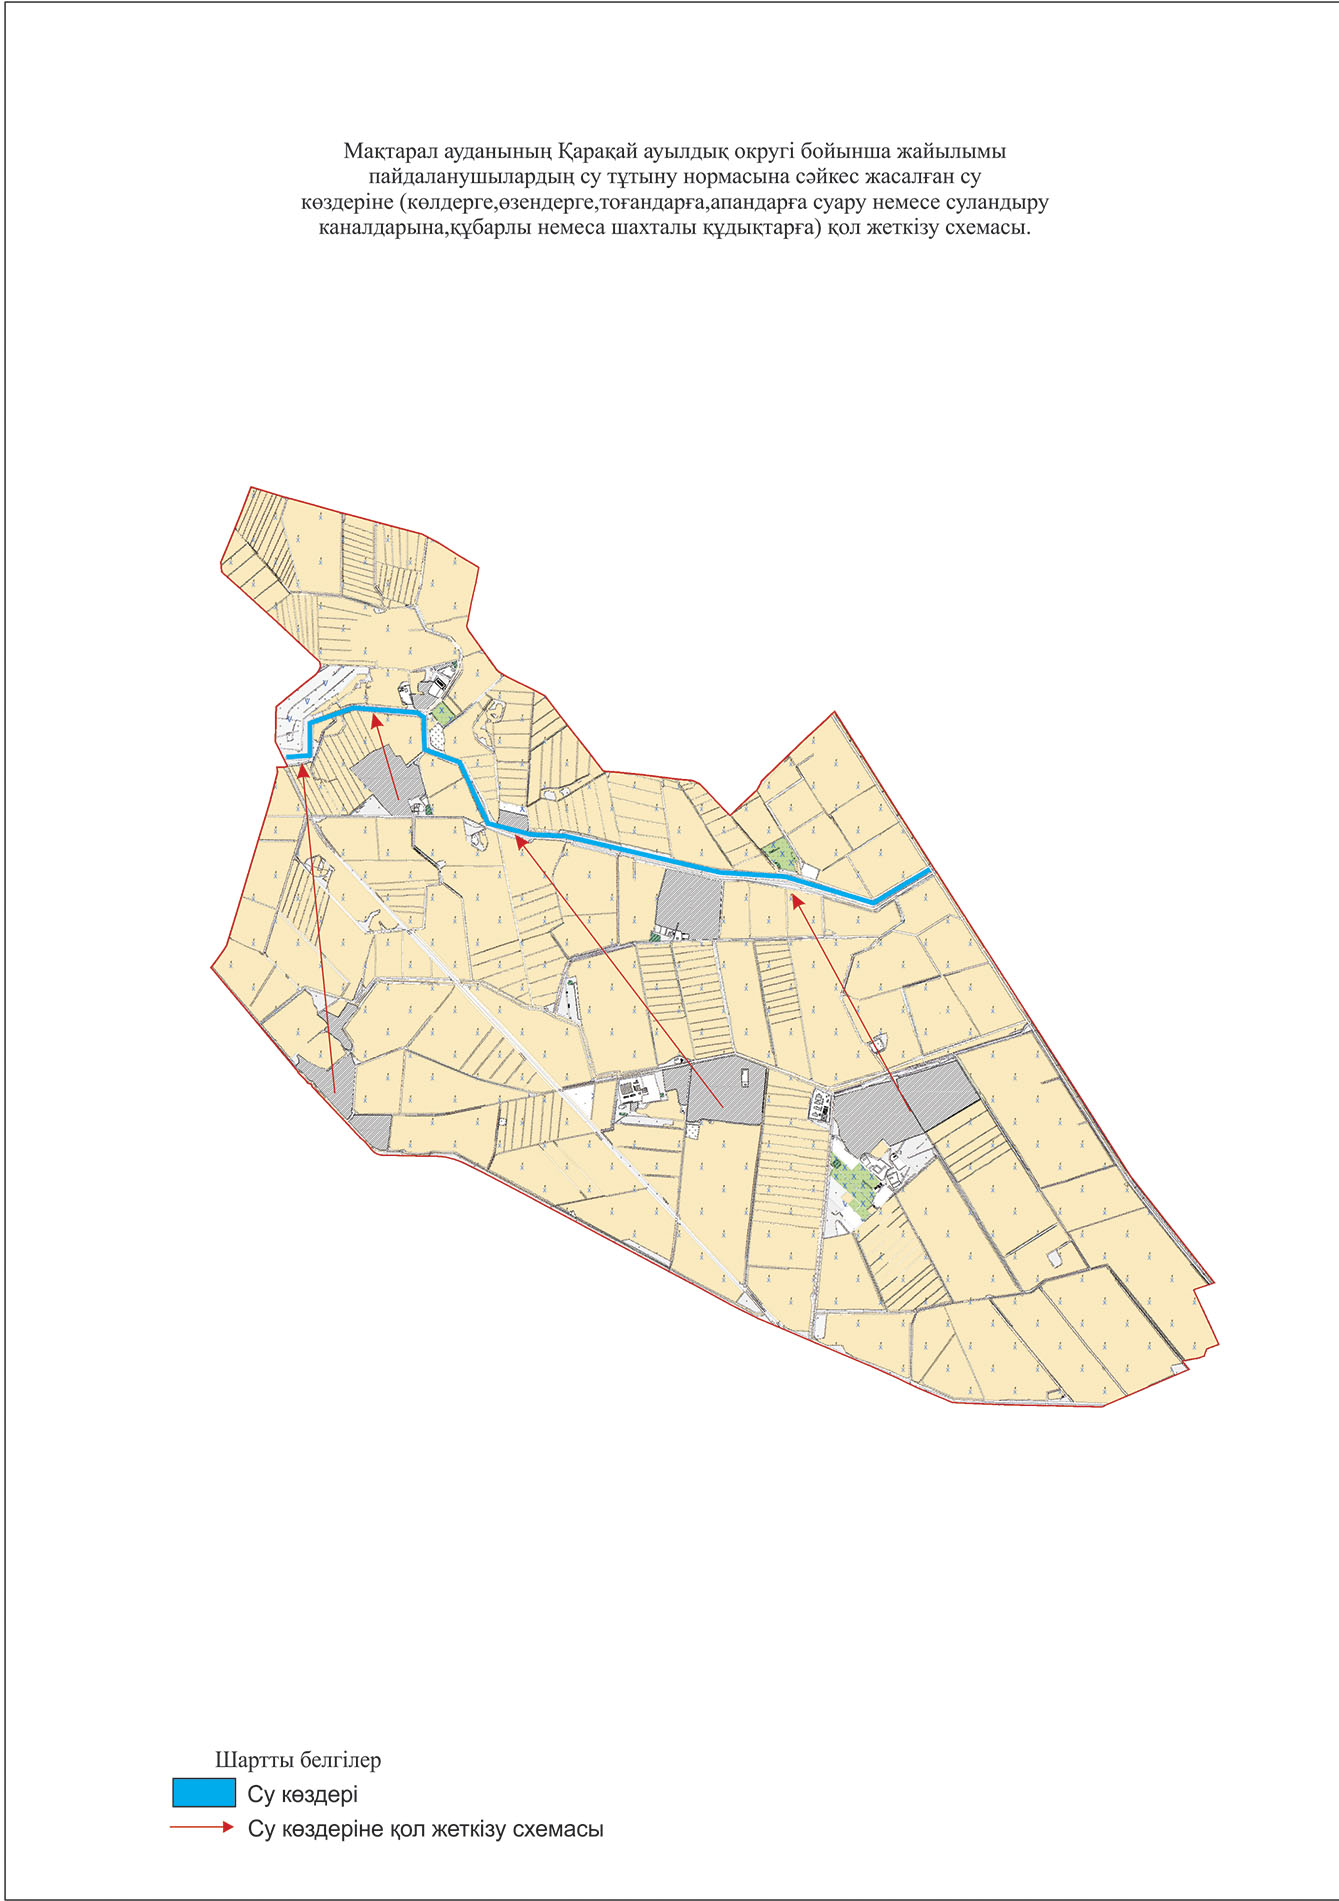 Мақтарал ауданының Қарақай ауылдық округі бойынша жайылымы
пайдаланушылардың су тұтыну нормасына сәйкес жасалған су
көздеріне (көлдерге,өзендерге,тоғандарға,апандарға суару немесе суландыру
каналдарына,құбарлы немеса шахталы құдықтарға) қол жеткізу схемасы.
Шартты белгілер
Су көздері
Су көздеріне қол жеткізу схемасы